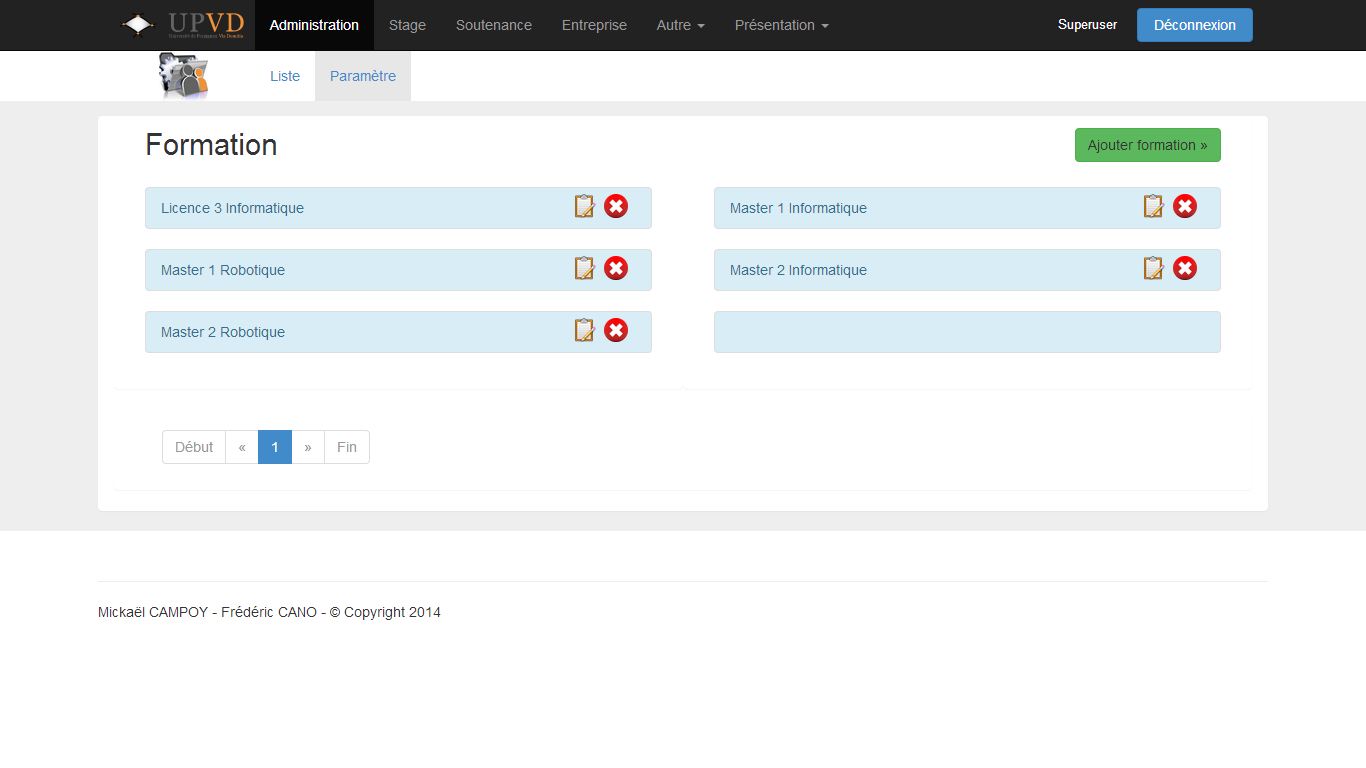 UPVD Administration Stage Soutenance Entreprise Autre Présentation Superuser Déconnexion
Université de Perpignan Via Domitia
Liste Paramètre
Formation Ajouter formation »
Licence 3 Informatique Master 1 Informatique
Master 1 Robotique Master 2 Informatique
Master 2 Robotique
Début « 1 » Fin
Mickaël CAMPOY - Frédéric CANO - © Copyright 2014